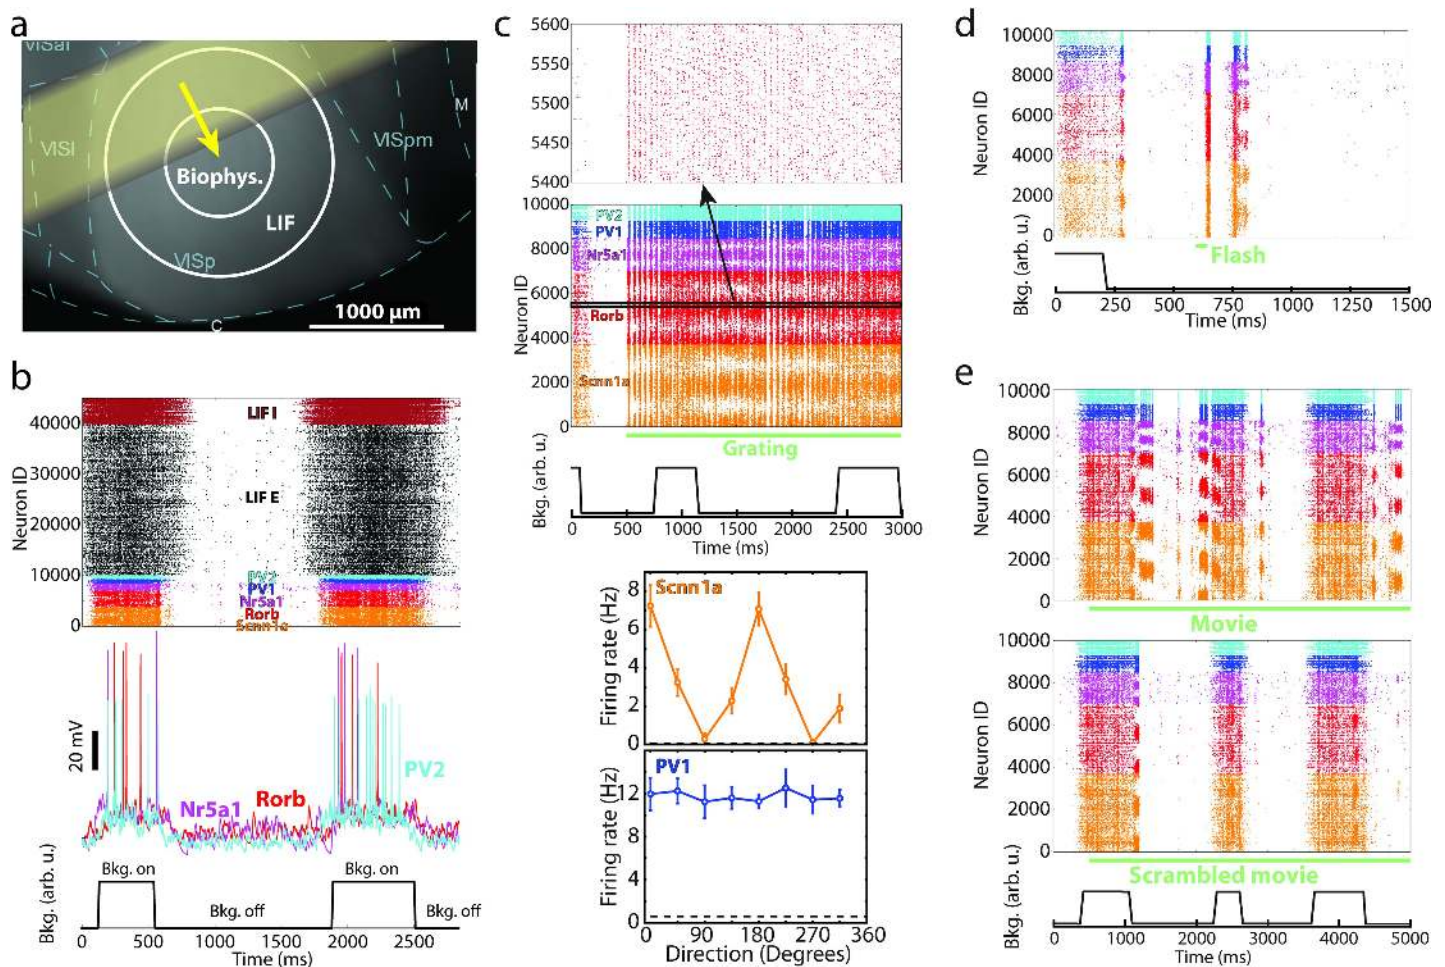 a
VISal
M
VISl
VISpm
Biophys.
LIF
VISp
1000 µm
C
b
Neuron ID
40000
30000
20000
10000
0
LIF I
LIF E
PV2
PV1
Nr5a1
Rorb
Scnn1a
20 mV
PV2
Nr5a1
Rorb
Bkg. (arb. u.)
Bkg. on
Bkg. on
Bkg. off
Bkg. off
0 500 1000 1500 2000 2500
Time (ms)
c
5600
5550
5500
5450
5400
Neuron ID
10000
8000
6000
4000
2000
0
PV2
PV1
Nr5a1
Rorb
Scnn1a
Grating
Bkg. (arb. u.)
0 500 1000 1500 2000 2500 3000
Time (ms)
Firing rate (Hz)
8
6
4
2
0
Scnn1a
Firing rate (Hz)
12
8
4
0
PV1
0 90 180 270 360
Direction (Degrees)
d
Neuron ID
10000
8000
6000
4000
2000
0
Flash
Bkg. (arb. u.)
0 250 500 750 1000 1250 1500
Time (ms)
e
Neuron ID
10000
8000
6000
4000
2000
0
Movie
Neuron ID
10000
8000
6000
4000
2000
0
Scrambled movie
Bkg. (arb. u.)
0 1000 2000 3000 4000 5000
Time (ms)